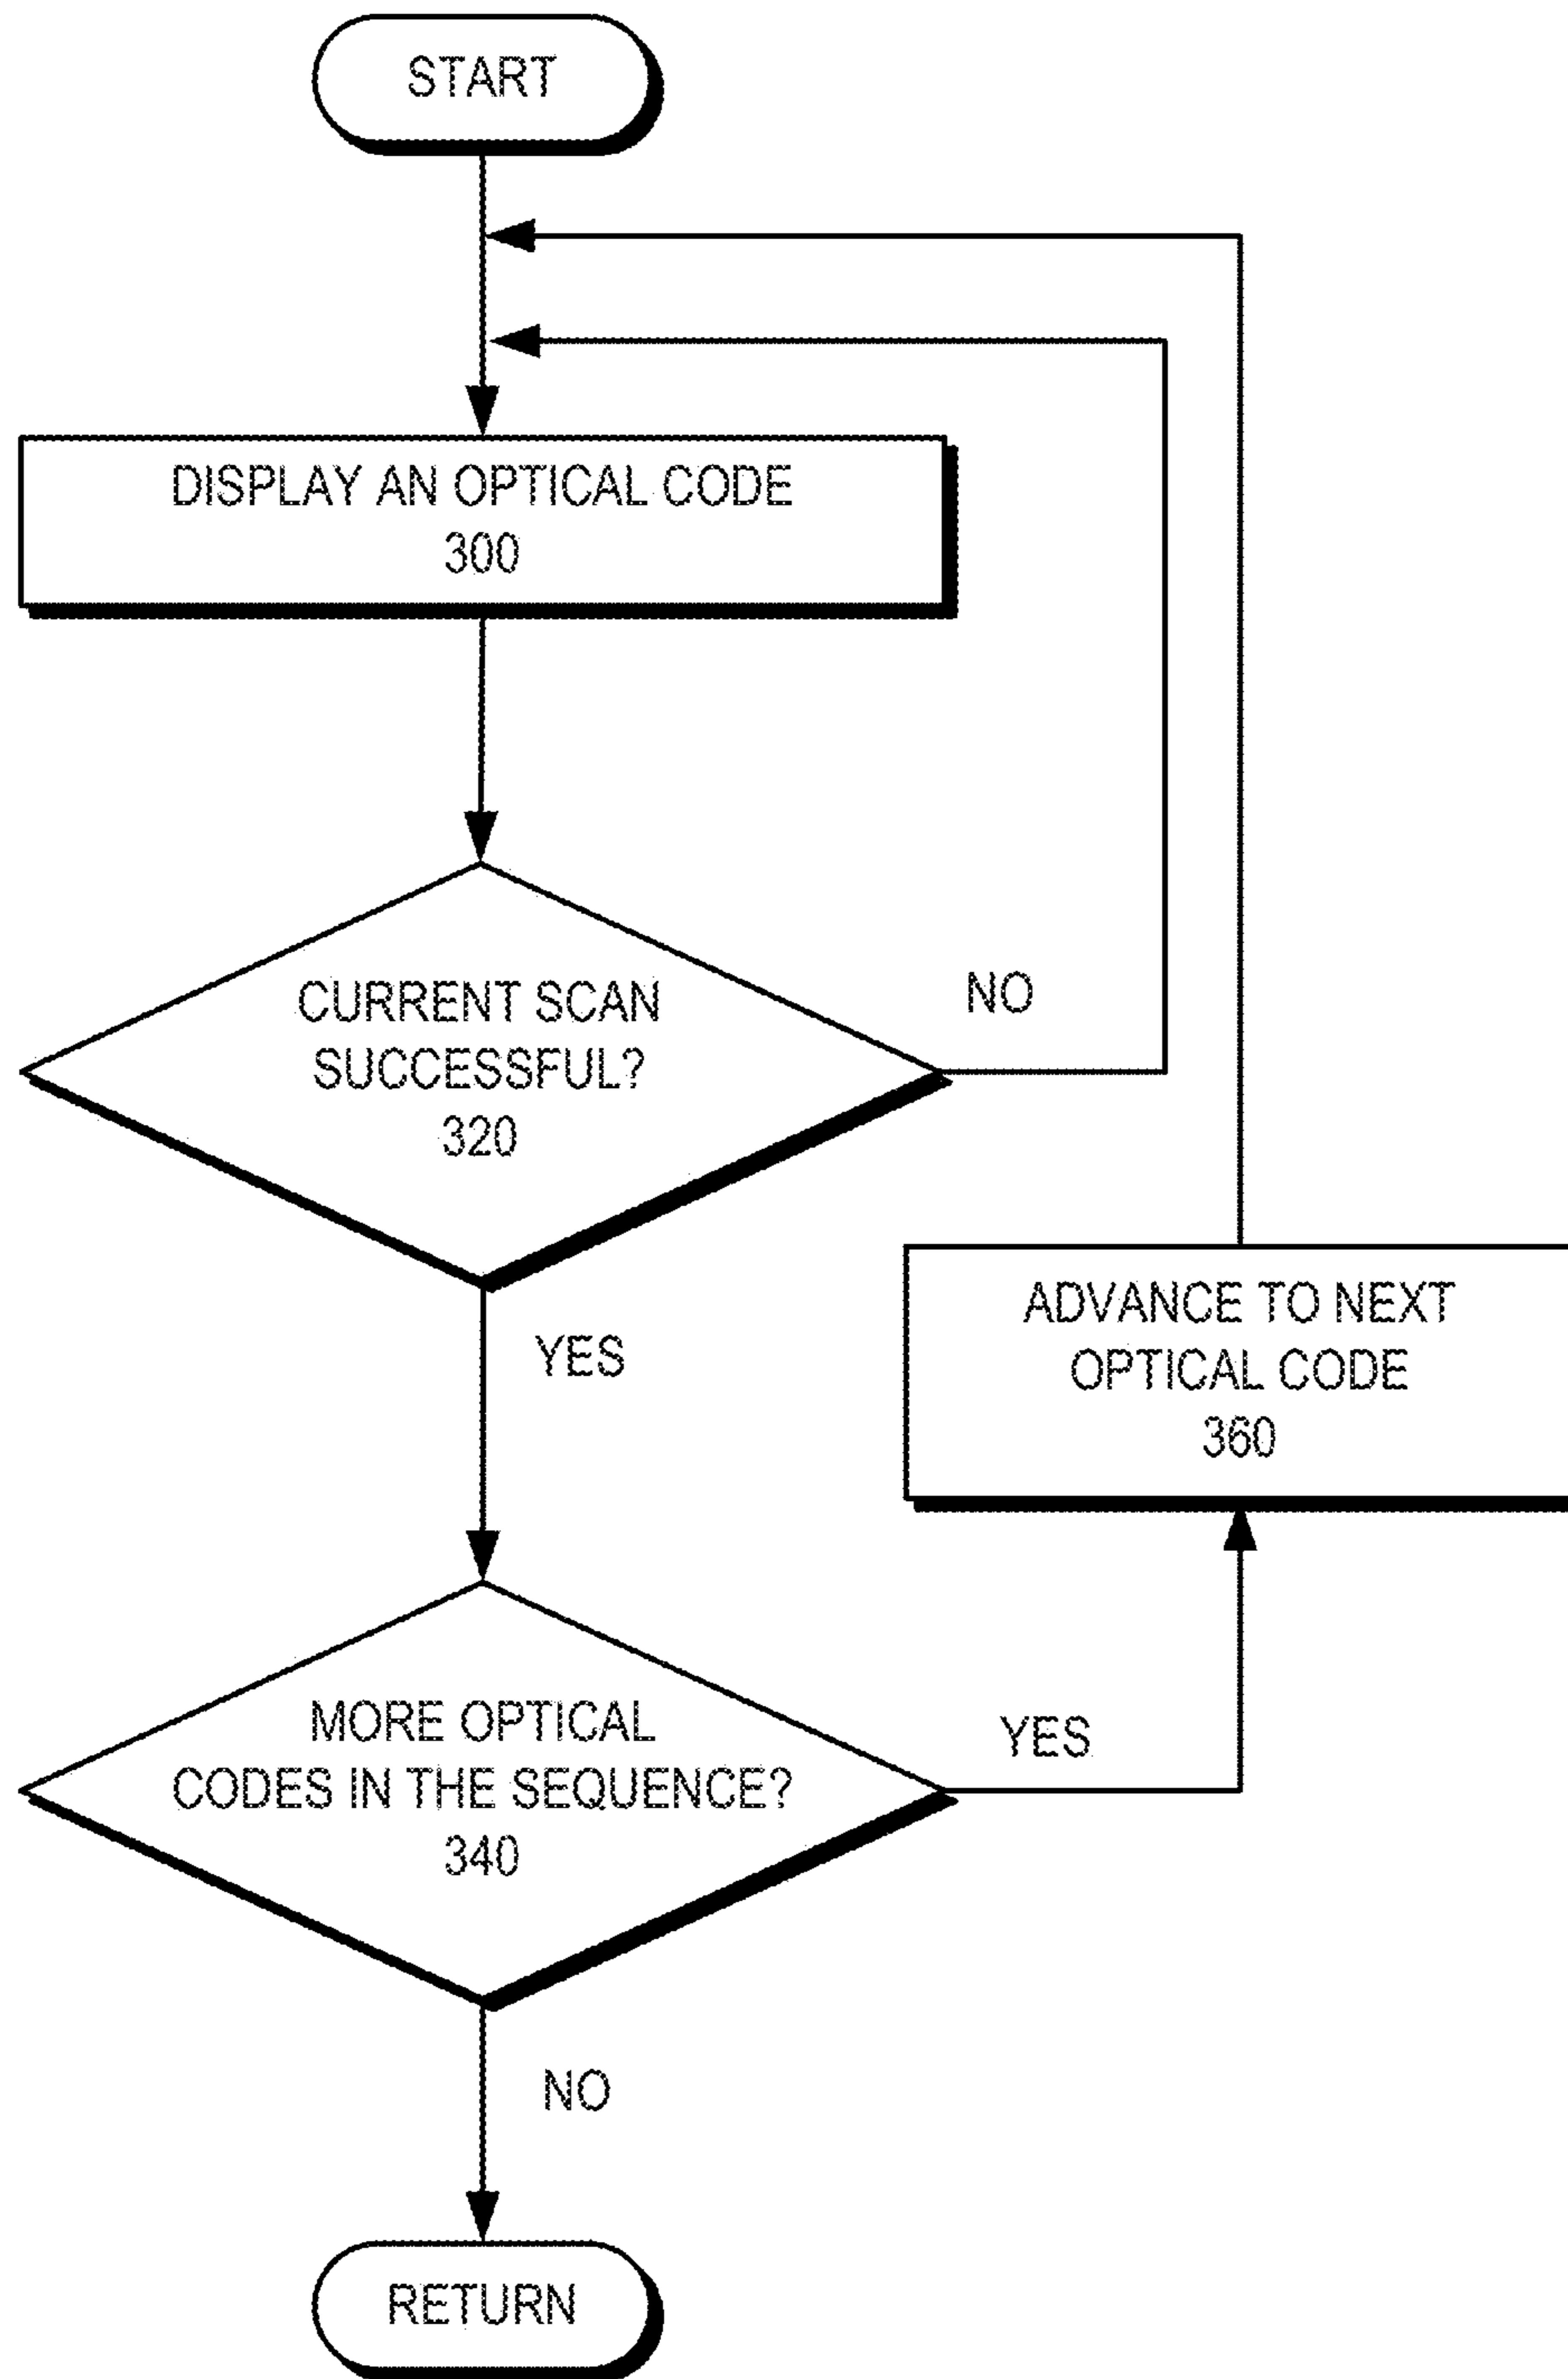 START
DISPLAY AN OPTICAL CODE
300
CURRENT SCAN
SUCCESSFUL?
320
NO
YES
ADVANCE TO NEXT
OPTICAL CODE
360
MORE OPTICAL
CODES IN THE SEQUENCE?
340
YES
NO
RETURN